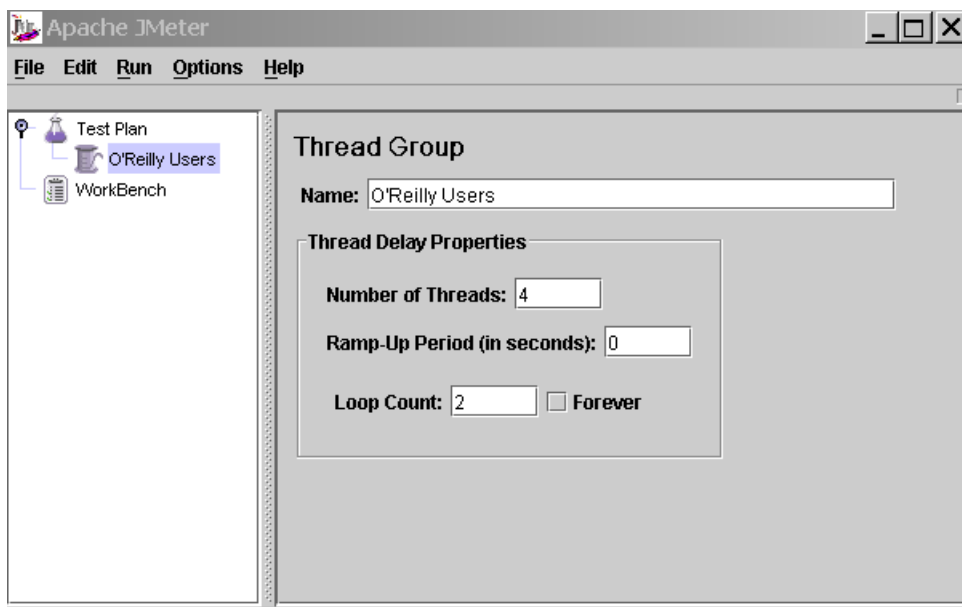 Apache JMeter
File Edit Run Options Help
Test Plan
O'Reilly Users
WorkBench
Thread Group
Name: O'Reilly Users
Thread Delay Properties
Number of Threads: 4
Ramp-Up Period (in seconds): 0
Loop Count: 2 Forever